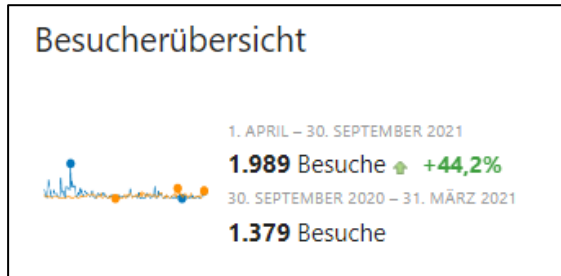 Besucherübersicht
1. APRIL – 30. SEPTEMBER 2021
1.989 Besuche +44,2%
30. SEPTEMBER 2020 – 31. MÄRZ 2021
1.379 Besuche